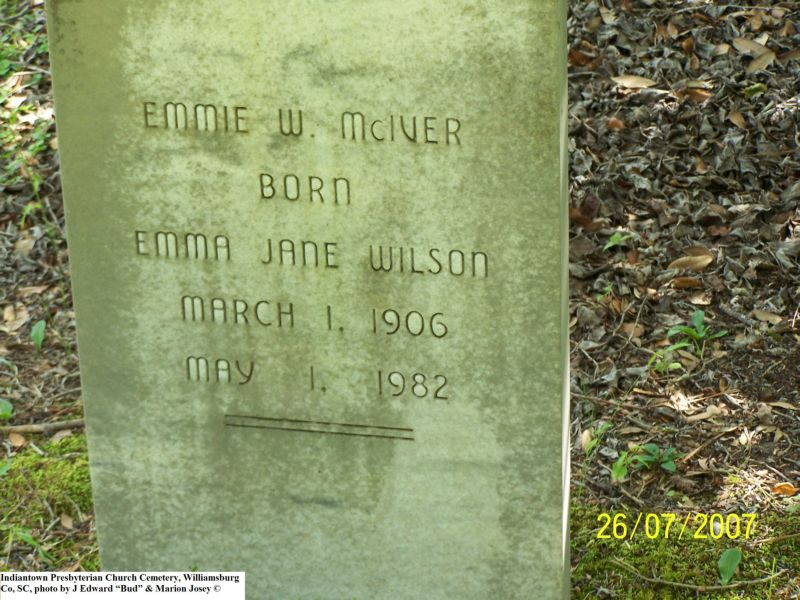 EMMIE W. McIVER
BORN
EMMA JANE WILSON
MARCH 1, 1906
MAY 1, 1982
26/07/2007
Indiantown Presbyterian Church Cemetery, Williamsburg
Co, SC, photo by J Edward “Bud” & Marion Josey ©